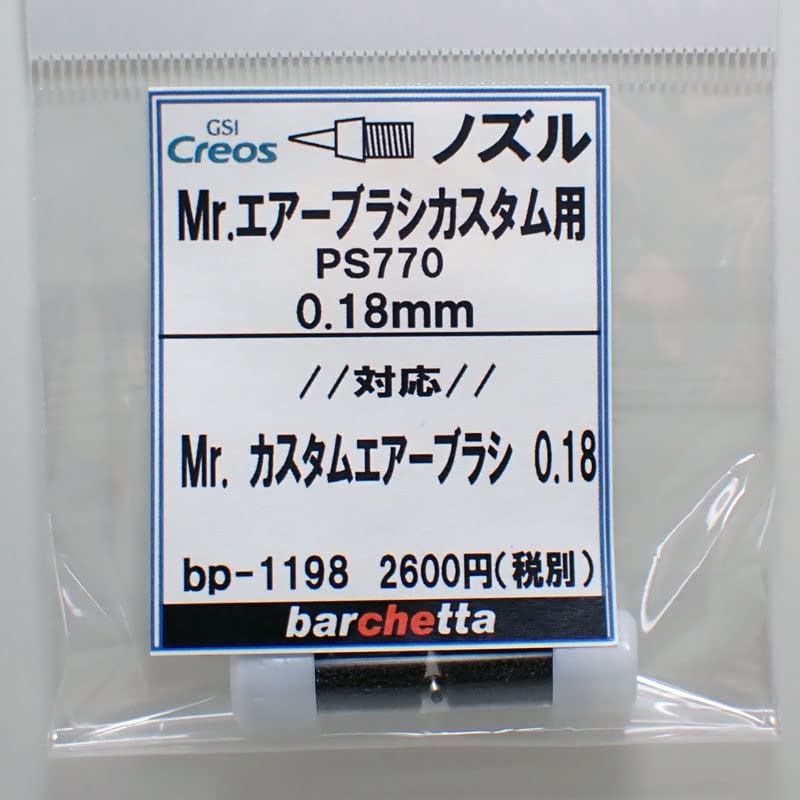 GSI
Creos ノズル
Mr.エアーブラシカスタム用
PS770
0.18mm
//対応//
Mr. カスタムエアーブラシ 0.18
bp-1198 2600円(税別)
barchetta